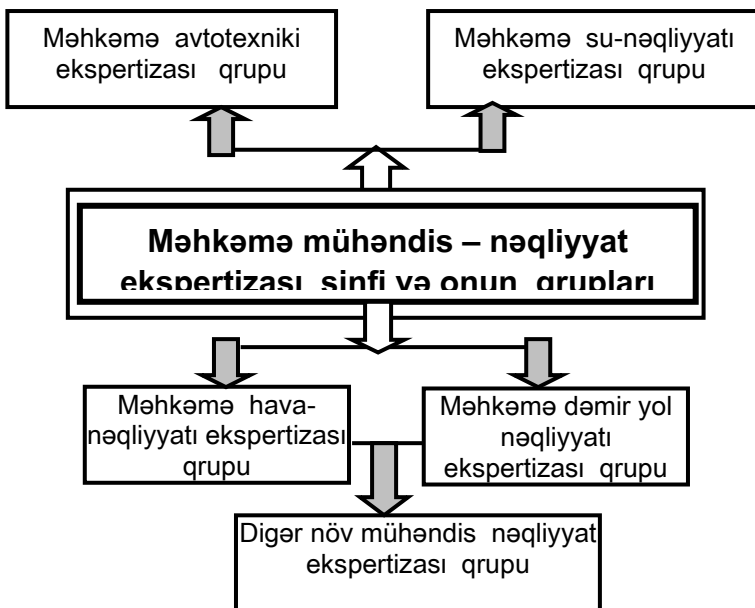 Məhkəmə avtotexniki
ekspertizası qrupu
Məhkəmə su-nəqliyyatı
ekspertizası qrupu
Məhkəmə mühəndis – nəqliyyat
ekspertizası sinfi və onun qrupları
Məhkəmə hava-
nəqliyyatı ekspertizası
qrupu
Məhkəmə dəmir yol
nəqliyyatı
ekspertizası qrupu
Digər növ mühəndis nəqliyyat
ekspertizası qrupu